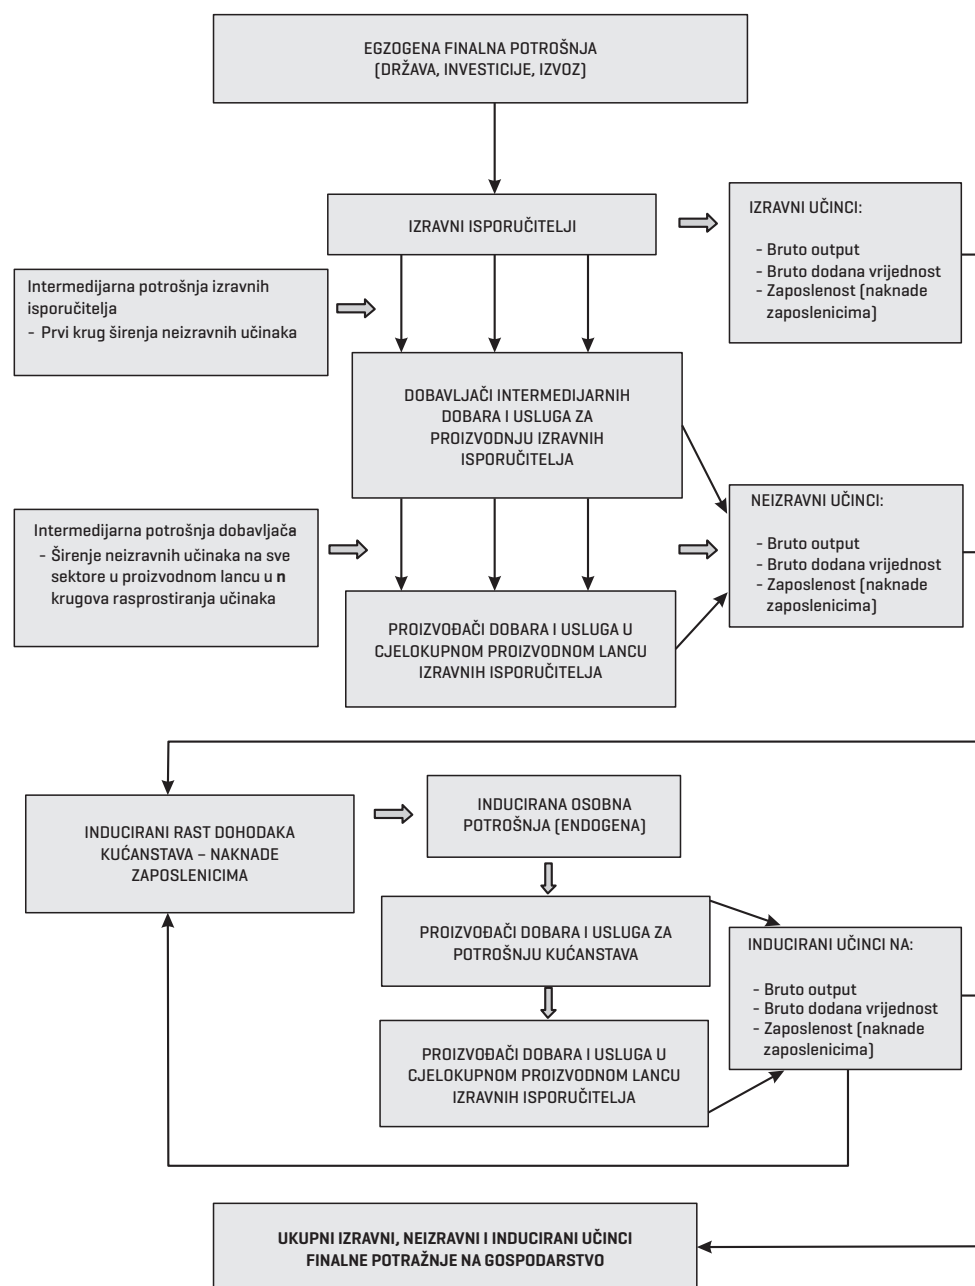 EGZOGENA FINALNA POTROŠNJA
(DRŽAVA, INVESTICIJE, IZVOZ)
IZRAVNI ISPORUČITELJI
IZRAVNI UČINCI:
- Bruto output
- Bruto dodana vrijednost
- Zaposlenost (naknade
zaposlenicima)
Intermedijarna potrošnja izravnih
isporučitelja
- Prvi krug širenja neizravnih učinaka
DOBAVLJAČI INTERMEDIJARNIH
DOBARA I USLUGA ZA
PROIZVODNJU IZRAVNIH
ISPORUČITELJA
NEIZRAVNI UČINCI:
- Bruto output
- Bruto dodana vrijednost
- Zaposlenost (naknade
zaposlenicima)
Intermedijarna potrošnja dobavljača
- Širenje neizravnih učinaka na sve
sektore u proizvodnom lancu u n
krugova rasprostiranja učinaka
PROIZVOĐAČI DOBARA I USLUGA U
CJELOKUPNOM PROIZVODNOM LANCU
IZRAVNIH ISPORUČITELJA
INDUCIRANI RAST DOHODAKA
KUĆANSTAVA – NAKNADE
ZAPOSLENICIMA
INDUCIRANA OSOBNA
POTROŠNJA (ENDOGENA)
PROIZVOĐAČI DOBARA I USLUGA ZA
POTROŠNJU KUĆANSTAVA
INDUCIRANI UČINCI NA:
- Bruto output
- Bruto dodana vrijednost
- Zaposlenost (naknade
zaposlenicima)
PROIZVOĐAČI DOBARA I USLUGA U
CJELOKUPNOM PROIZVODNOM LANCU
IZRAVNIH ISPORUČITELJA
UKUPNI IZRAVNI, NEIZRAVNI I INDUCIRANI UČINCI
FINALNE POTRAŽNJE NA GOSPODARSTVO